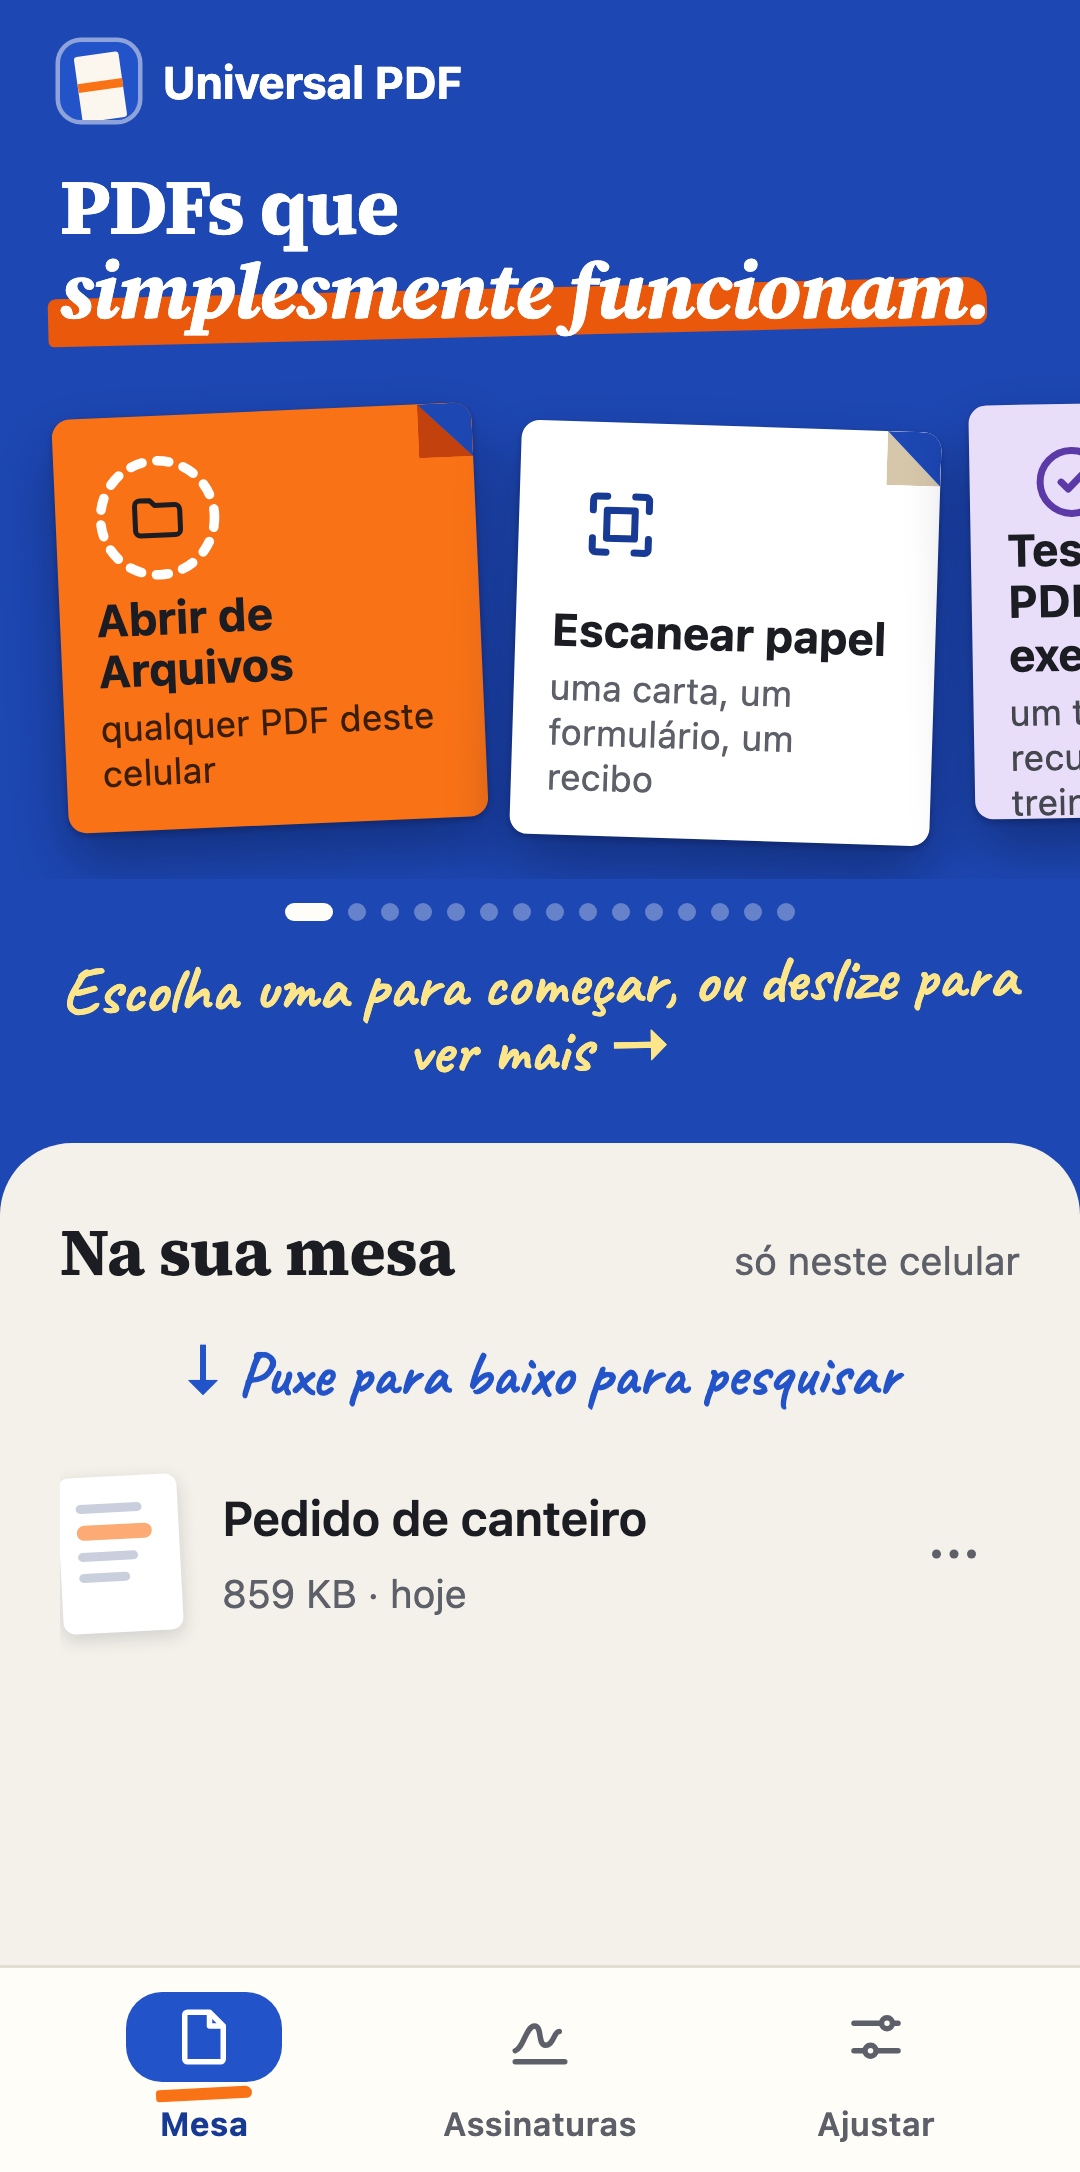 Universal PDF
PDFs que
simplesmente funcionam.
Abrir de
Arquivos
qualquer PDF deste
celular
Escanear papel
uma carta, um
formulário, um
recibo
Escolha uma para começar, ou deslize para
ver mais →
Na sua mesa
só neste celular
↓ Puxe para baixo para pesquisar
Pedido de canteiro
859 KB · hoje
Mesa
Assinaturas
Ajustar